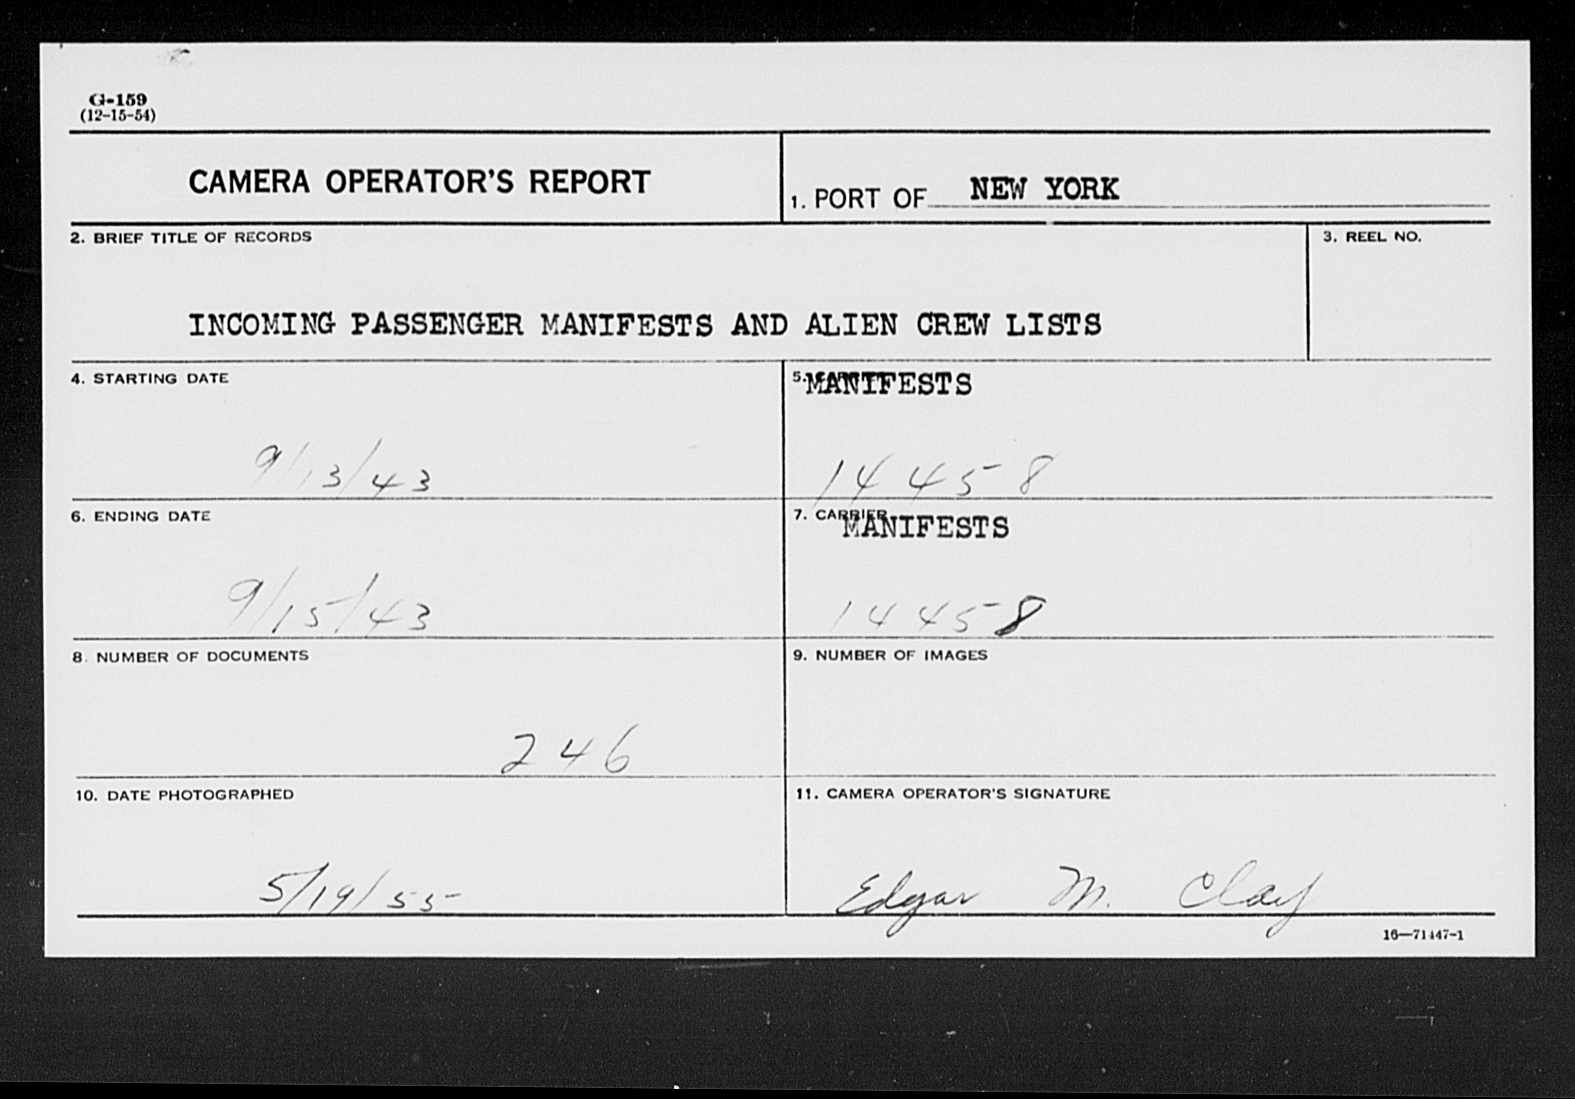 G-159
(12-15-54)
CAMERA OPERATOR'S REPORT
1. PORT OF NEW YORK
2. BRIEF TITLE OF RECORDS
3. REEL NO.
INCOMING PASSENGER MANIFESTS AND ALIEN CREW LISTS
4. STARTING DATE
5. MANIFESTS
9/13/43
14458
6. ENDING DATE
7. CARRIER
MANIFESTS
9/15/43
14458
8. NUMBER OF DOCUMENTS
9. NUMBER OF IMAGES
246
10. DATE PHOTOGRAPHED
11. CAMERA OPERATOR'S SIGNATURE
5/19/55
Edgar M. Clay
16—71447-1